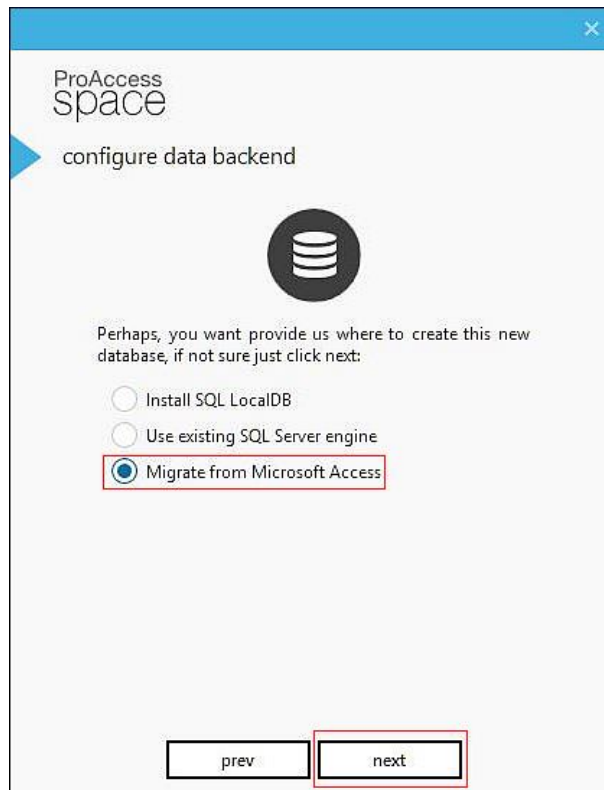 ProAccess
space
configure data backend
Perhaps, you want provide us where to create this new
database, if not sure just click next:
Install SQL LocalDB
Use existing SQL Server engine
Migrate from Microsoft Access
prev
next